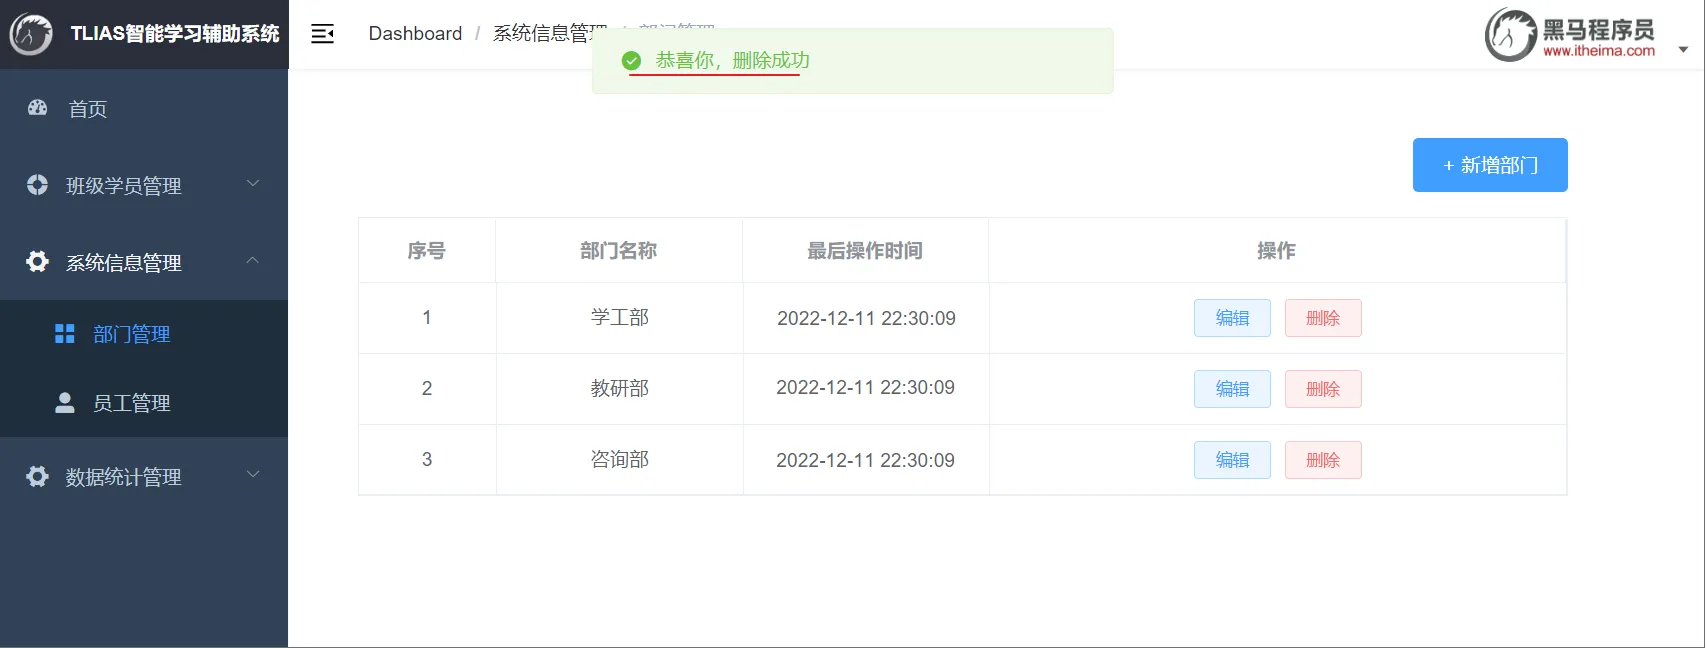 TLIAS智能学习辅助系统
Dashboard / 系统信息管理 / 部门管理
恭喜你，删除成功
黑马程序员
www.itheima.com
首页
班级学员管理
系统信息管理
部门管理
员工管理
数据统计管理
+ 新增部门
序号 部门名称 最后操作时间 操作
1 学工部 2022-12-11 22:30:09 编辑 删除
2 教研部 2022-12-11 22:30:09 编辑 删除
3 咨询部 2022-12-11 22:30:09 编辑 删除